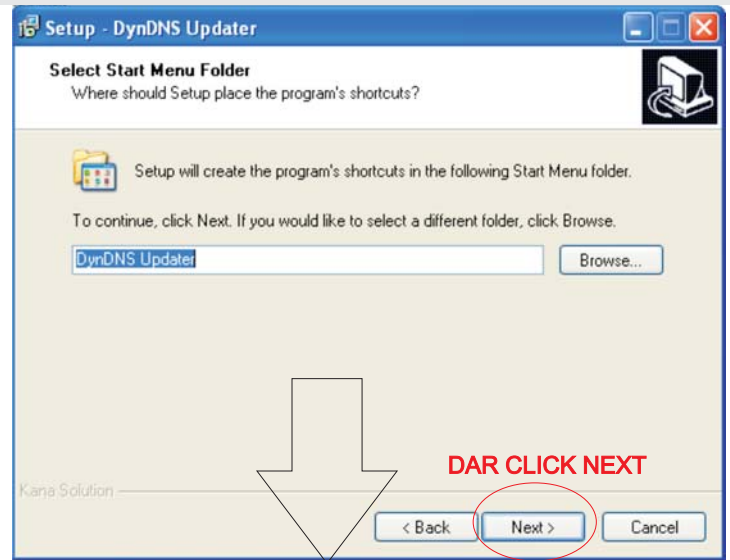 Setup - DynDNS Updater
Select Start Menu Folder
Where should Setup place the program's shortcuts?
Setup will create the program's shortcuts in the following Start Menu folder.
To continue, click Next. If you would like to select a different folder, click Browse.
DynDNS Updater
Browse...
DAR CLICK NEXT
Kana Solution
< Back
Next >
Cancel